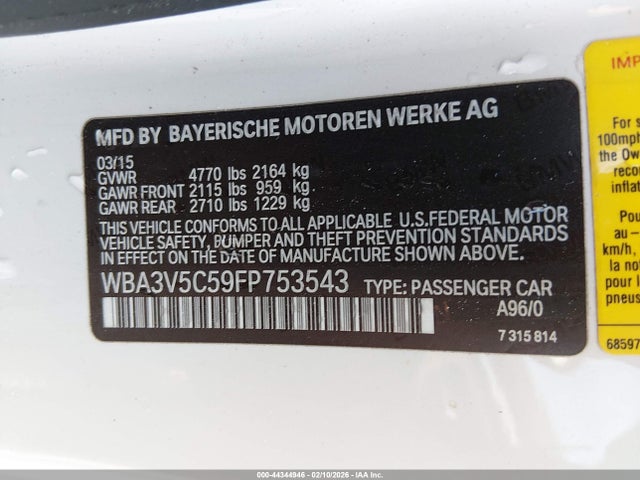 MFD BY BAYERISCHE MOTOREN WERKE AG
03/15
GVWR 4770 lbs 2164 kg
GAWR FRONT 2115 lbs 959 kg
GAWR REAR 2710 lbs 1229 kg
THIS VEHICLE CONFORMS TO ALL APPLICABLE U.S.FEDERAL MOTOR
VEHICLE SAFETY, BUMPER AND THEFT PREVENTION STANDARDS
IN EFFECT ON THE DATE OF MANUFACTURE SHOWN ABOVE.
WBA3V5C59FP753543 TYPE: PASSENGER CAR
A96/0
7 315 814
IMP
For s
100mph
the Ow
recor
inflat
Pou
au –
km/h,
la no
pour l
pneus
68597
000-44344946 - 02/10/2026 - IAAI.COM